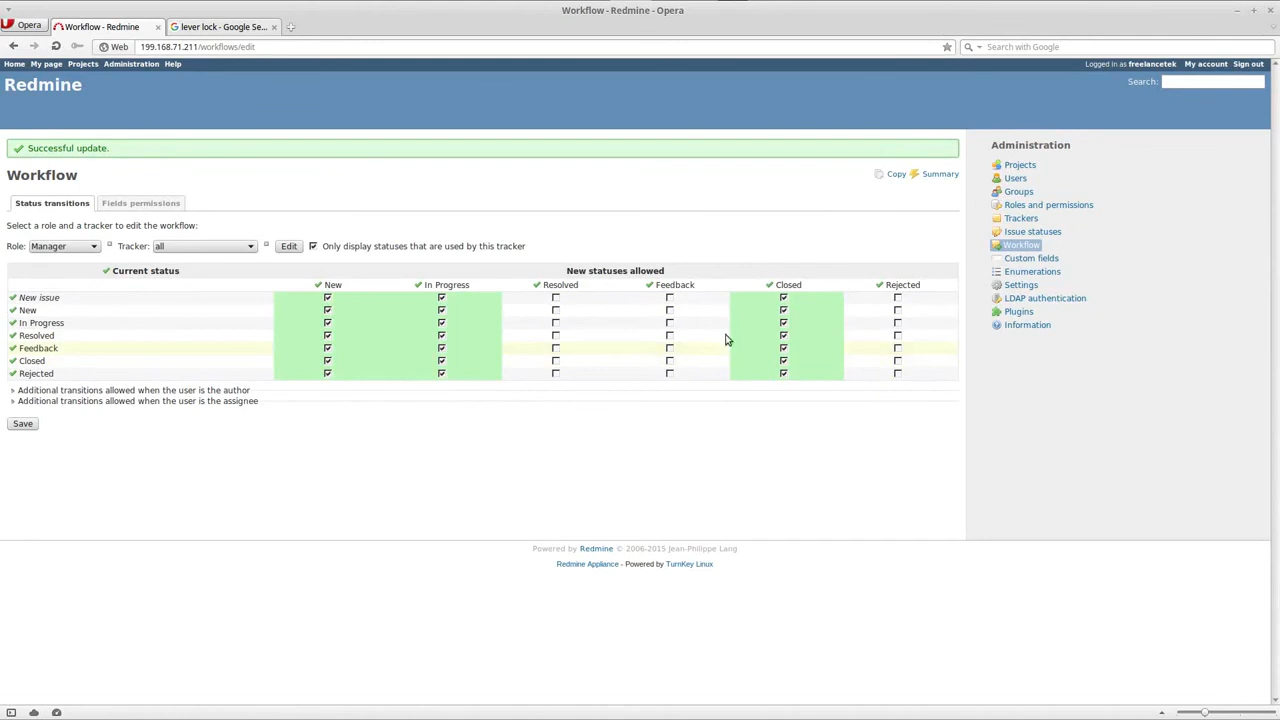 Workflow - Redmine - Opera
Opera
Workflow - Redmine
lever lock - Google Se...
Web
199.168.71.211/workflows/edit
Search with Google
Home My page Projects Administration Help
Logged in as freelancetek My account Sign out
Redmine
Search:
Successful update.
Workflow
Copy Summary
Status transitions Fields permissions
Select a role and a tracker to edit the workflow:
Role: Manager Tracker: all Edit Only display statuses that are used by this tracker
Current status New statuses allowed
New In Progress Resolved Feedback Closed Rejected
New issue
New
In Progress
Resolved
Feedback
Closed
Rejected
Additional transitions allowed when the user is the author
Additional transitions allowed when the user is the assignee
Save
Administration
Projects
Users
Groups
Roles and permissions
Trackers
Issue statuses
Workflow
Custom fields
Enumerations
Settings
LDAP authentication
Plugins
Information
Powered by Redmine © 2006-2015 Jean-Philippe Lang
Redmine Appliance - Powered by TurnKey Linux